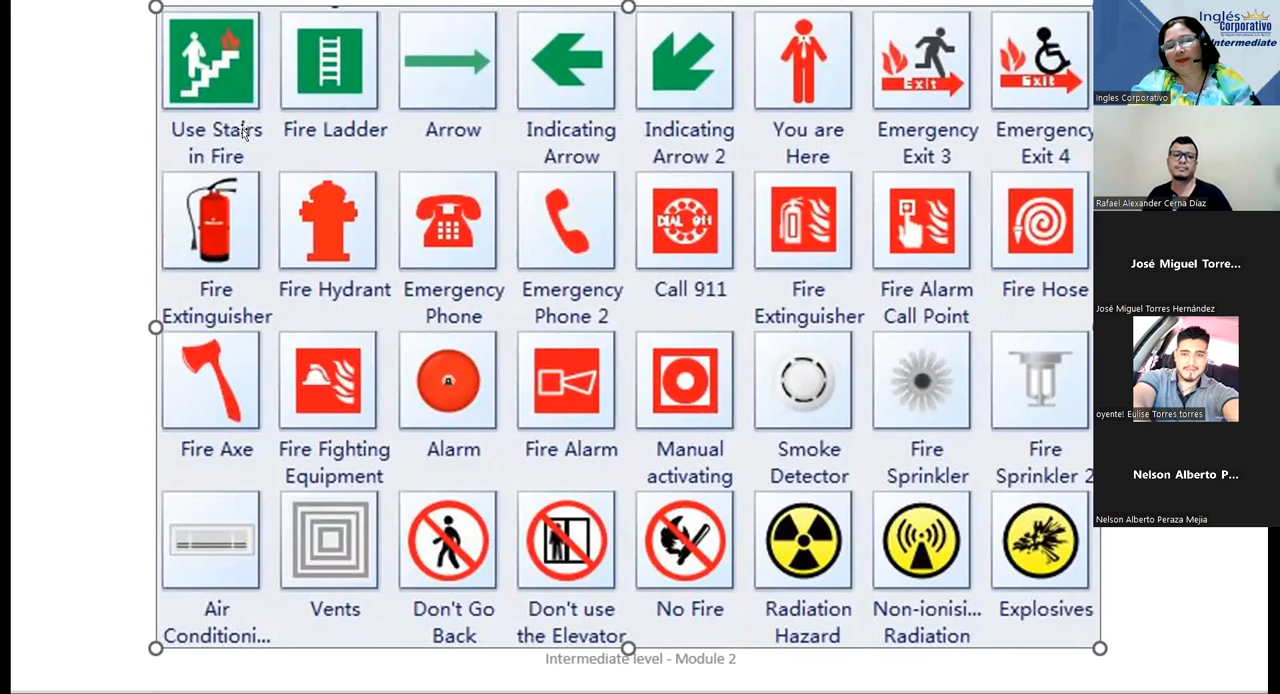 Use Stairs
in Fire
Fire Ladder
Arrow
Indicating
Arrow
Indicating
Arrow 2
You are
Here
Exit
Emergency
Exit 3
Exit
Emergency
Exit 4
Fire
Extinguisher
Fire Hydrant
Emergency
Phone
Emergency
Phone 2
DIAL 911
Call 911
Fire
Extinguisher
Fire Alarm
Call Point
Fire Hose
Fire Axe
Fire Fighting
Equipment
Alarm
Fire Alarm
Manual
activating
Smoke
Detector
Fire
Sprinkler
Fire
Sprinkler 2
Air
Conditioni...
Vents
Don't Go
Back
Don't use
the Elevator
No Fire
Radiation
Hazard
Non-ionisi...
Radiation
Explosives
Intermediate level - Module 2
Inglés
Corporativo
Intermediate
Ingles Corporativo
Rafael Alexander Cerna Díaz
José Miguel Torre...
José Miguel Torres Hernández
oyente! Eulise Torres torres
Nelson Alberto P...
Nelson Alberto Peraza Mejia